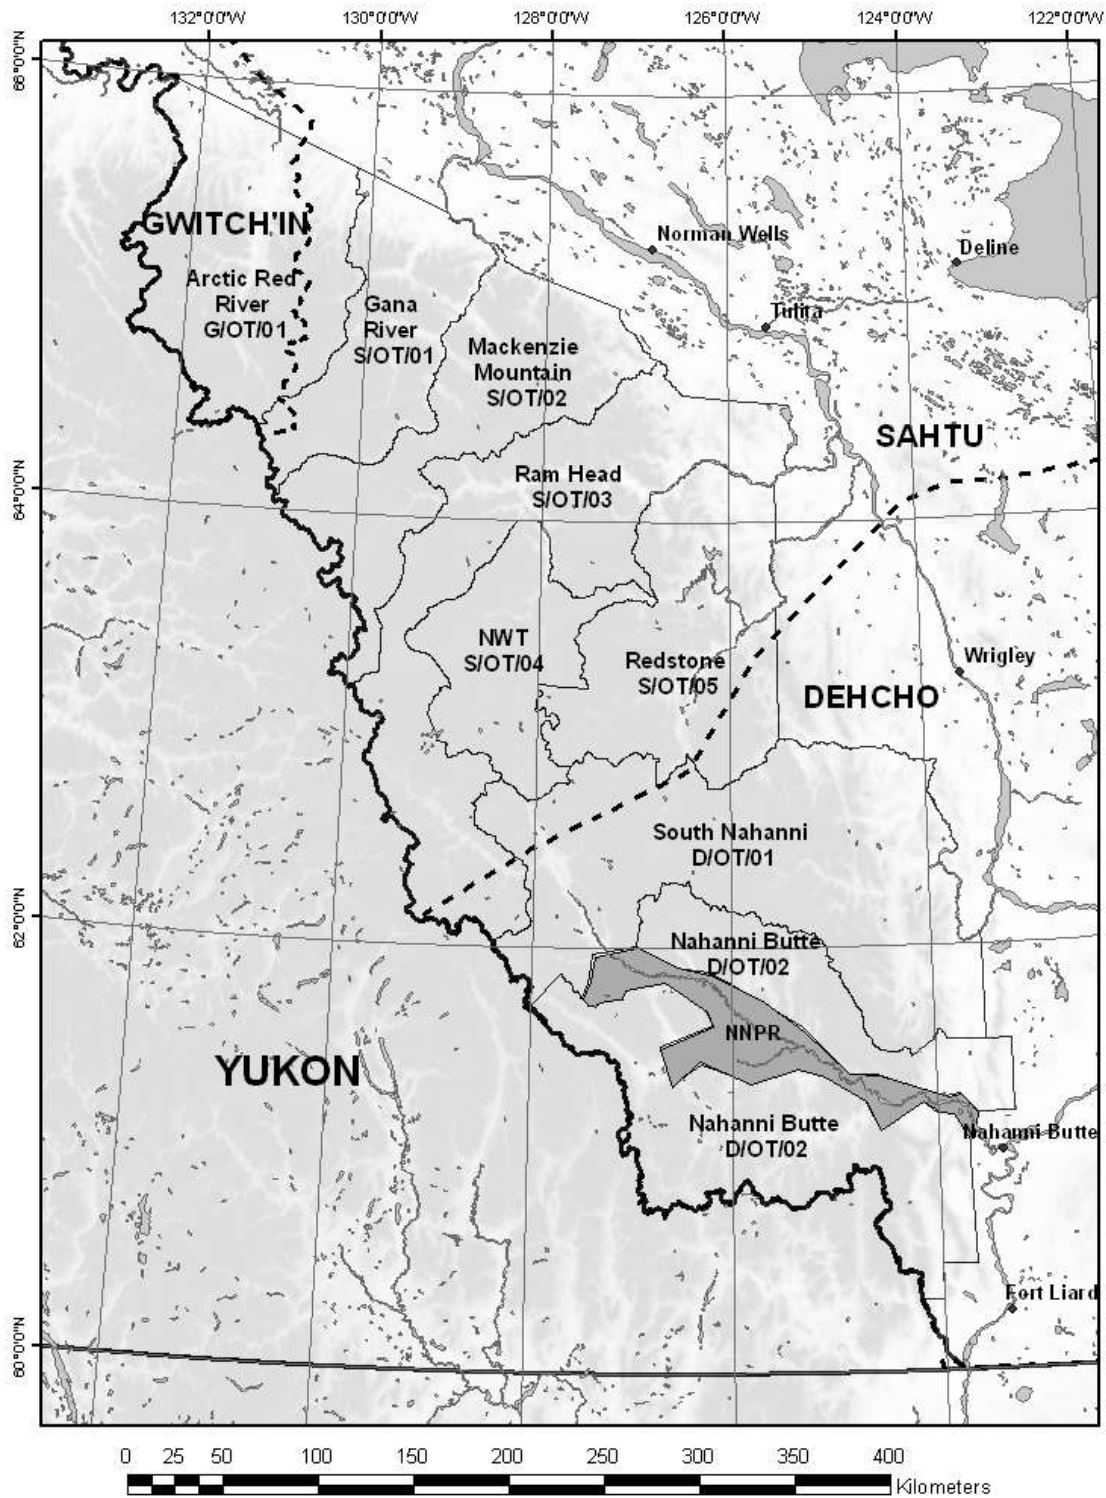 132°0'0"W
130°0'0"W
128°0'0"W
126°0'0"W
124°0'0"W
122°0'0"W
66°0'0"N
64°0'0"N
62°0'0"N
60°0'0"N
GWITCH'IN
Arctic Red
River
G/OT/01
Gana
River
S/OT/01
Mackenzie
Mountain
S/OT/02
Norman Wells
Deline
Tulita
SAHTU
Ram Head
S/OT/03
NWT
S/OT/04
Redstone
S/OT/05
Wrigley
DEHCHO
South Nahanni
D/OT/01
Nahanni Butte
D/OT/02
NNPR
YUKON
Nahanni Butte
D/OT/02
Nahanni Butte
Fort Liard
0 25 50 100 150 200 250 300 350 400
Kilometers